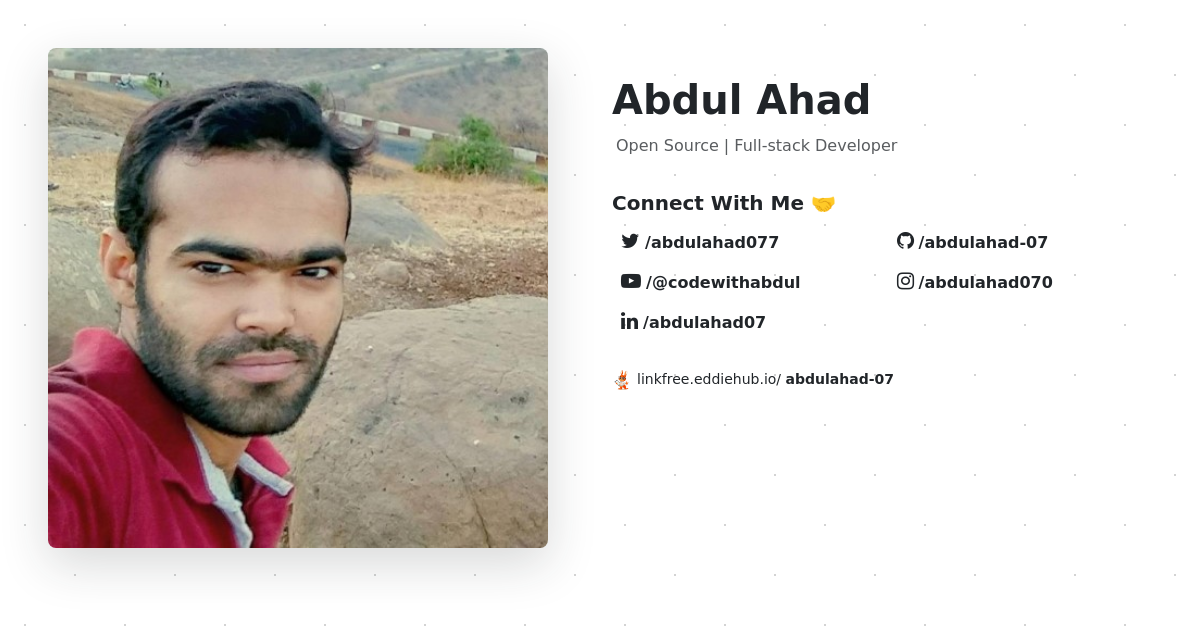 Abdul Ahad
Open Source | Full-stack Developer
Connect With Me 🤝
/abdulahad077
/abdulahad-07
/@codewithabdul
/abdulahad070
/abdulahad07
linkfree.eddiehub.io/ abdulahad-07